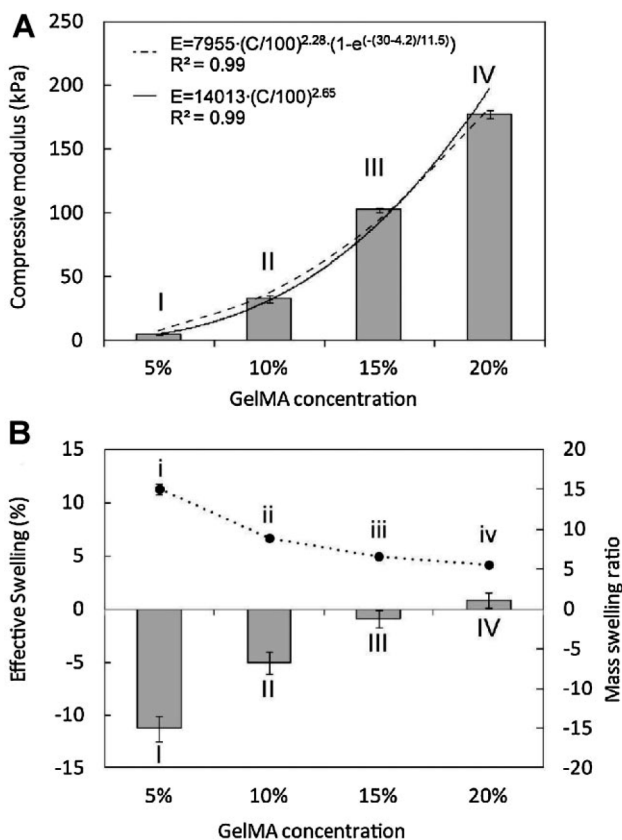 A
E=7955·(C/100)^2.28·(1-e^(-(30-4.2)/11.5))
R² = 0.99
E=14013·(C/100)^2.65
R² = 0.99
Compressive modulus (kPa)
250
200
150
100
50
0
I
II
III
IV
5% 10% 15% 20%
GelMA concentration
B
Effective Swelling (%)
15
10
5
0
-5
-10
-15
i
ii
iii
iv
I
II
III
IV
20
15
10
5
0
-5
-10
-15
-20
Mass swelling ratio
5% 10% 15% 20%
GelMA concentration